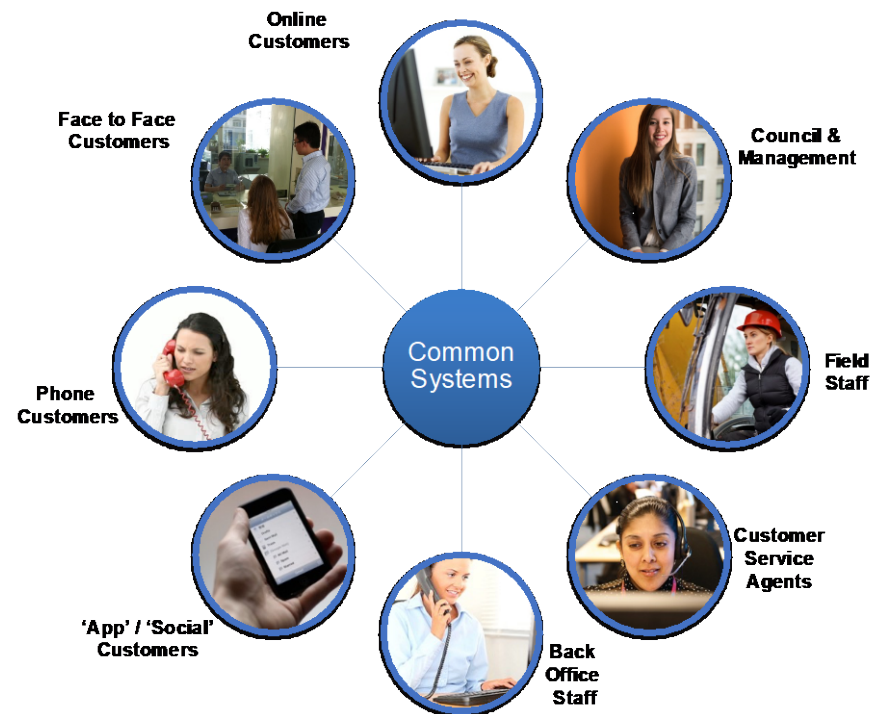 Online
Customers
Face to Face
Customers
Council &
Management
Common
Systems
Phone
Customers
Field
Staff
Customer
Service
Agents
'App' / 'Social'
Customers
Back
Office
Staff